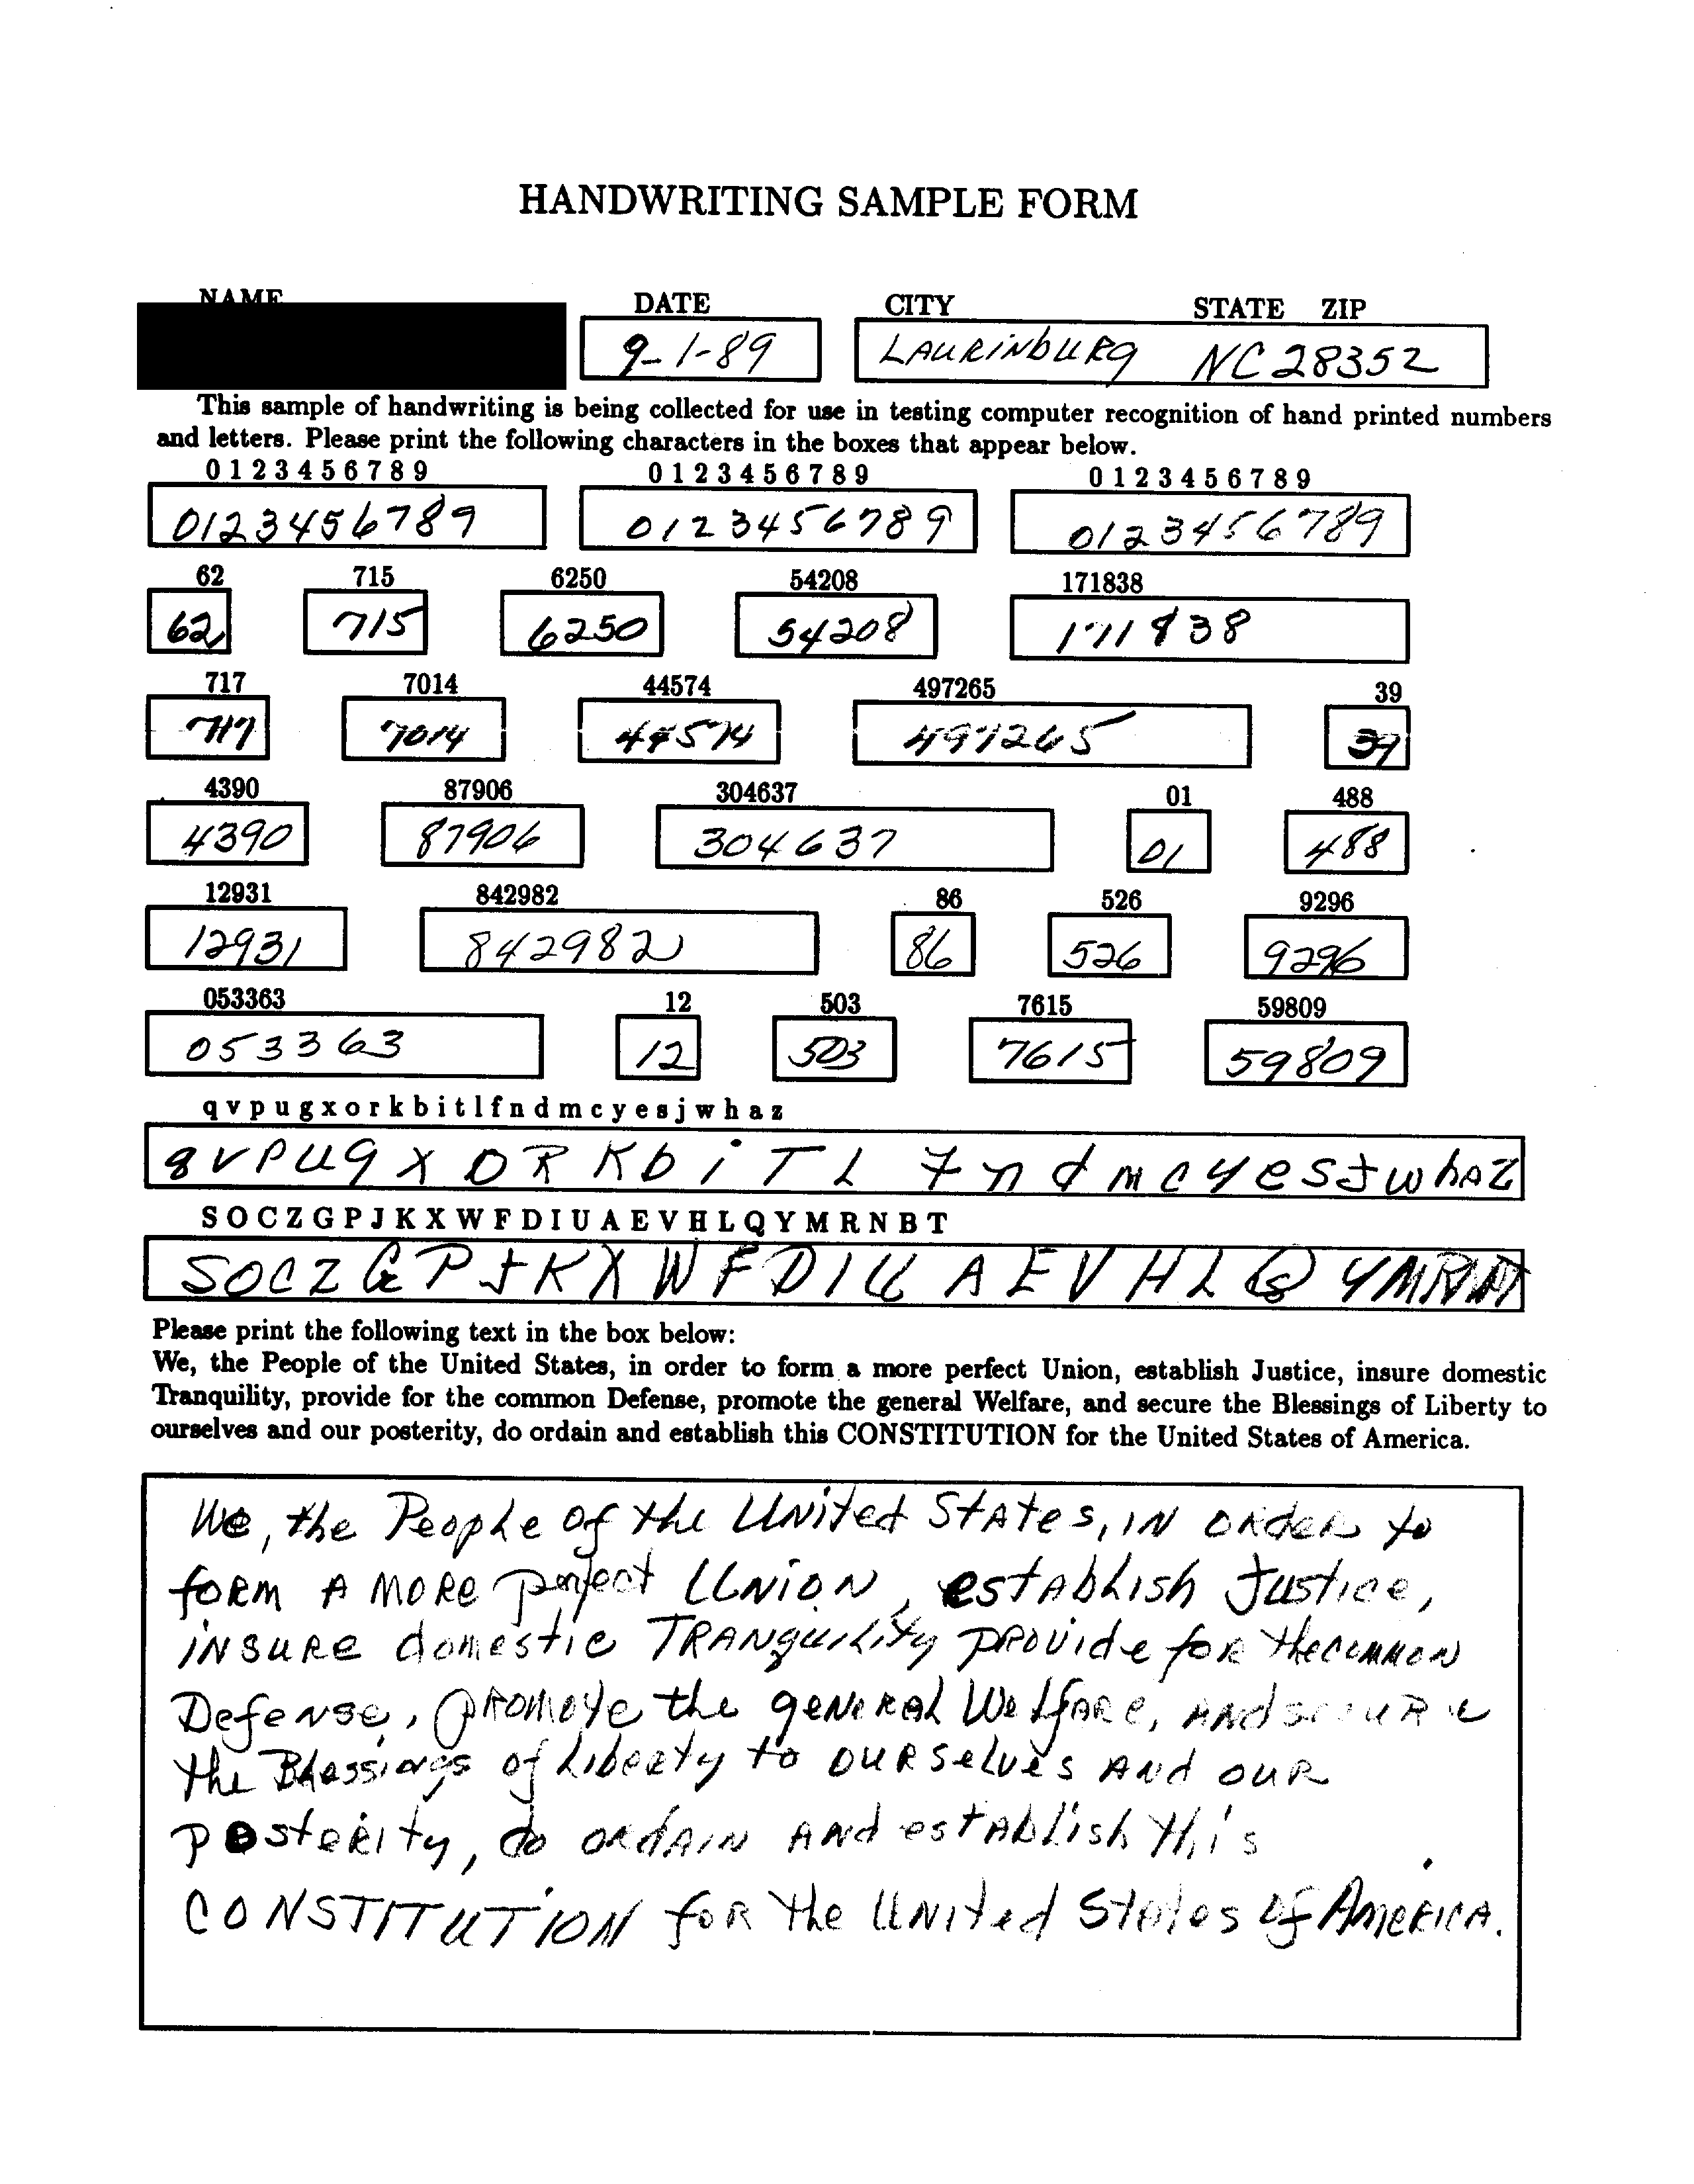 HANDWRITING SAMPLE FORM
NAME DATE CITY STATE ZIP
9-1-89 LAURiNbURg NC 28352
This sample of handwriting is being collected for use in testing computer recognition of hand printed numbers
and letters. Please print the following characters in the boxes that appear below.
0 1 2 3 4 5 6 7 8 9 0 1 2 3 4 5 6 7 8 9 0 1 2 3 4 5 6 7 8 9
0123456789 0123456789 0123456789
62 715 6250 54208 171838
62 715 6250 54208 171838
717 7014 44574 497265 39
717 7014 44574 497265 39
4390 87906 304637 01 488
4390 87906 304637 01 488
12931 842982 86 526 9296
12931 842982 86 526 9296
053363 12 503 7615 59809
053363 12 503 7615 59809
q v p u g x o r k b i t l f n d m c y e s j w h a z
q v P u g X O R K b i T L f n d m c y e s J w h A Z
S O C Z G P J K X W F D I U A E V H L Q Y M R N B T
S O C Z G P J K X W F D I U A E V H L Q Y M R N
Please print the following text in the box below:
We, the People of the United States, in order to form a more perfect Union, establish Justice, insure domestic
Tranquility, provide for the common Defense, promote the general Welfare, and secure the Blessings of Liberty to
ourselves and our posterity, do ordain and establish this CONSTITUTION for the United States of America.
We, the People of the UNited StAtes, IN ORdeR to
foRM A MoRe perfect UNiON, estAblish Justice,
iNSURe domestic TRANquility PROvide foR the common
DefeNse, pRomote the geNeRAl WelfARe, ANd secuRe
the Blessings of Liberty to OURSelves ANd OUR
posteRity, do ORdAIN ANd estAblish this
CONSTITUTION foR the UNited States of AmeRICA.